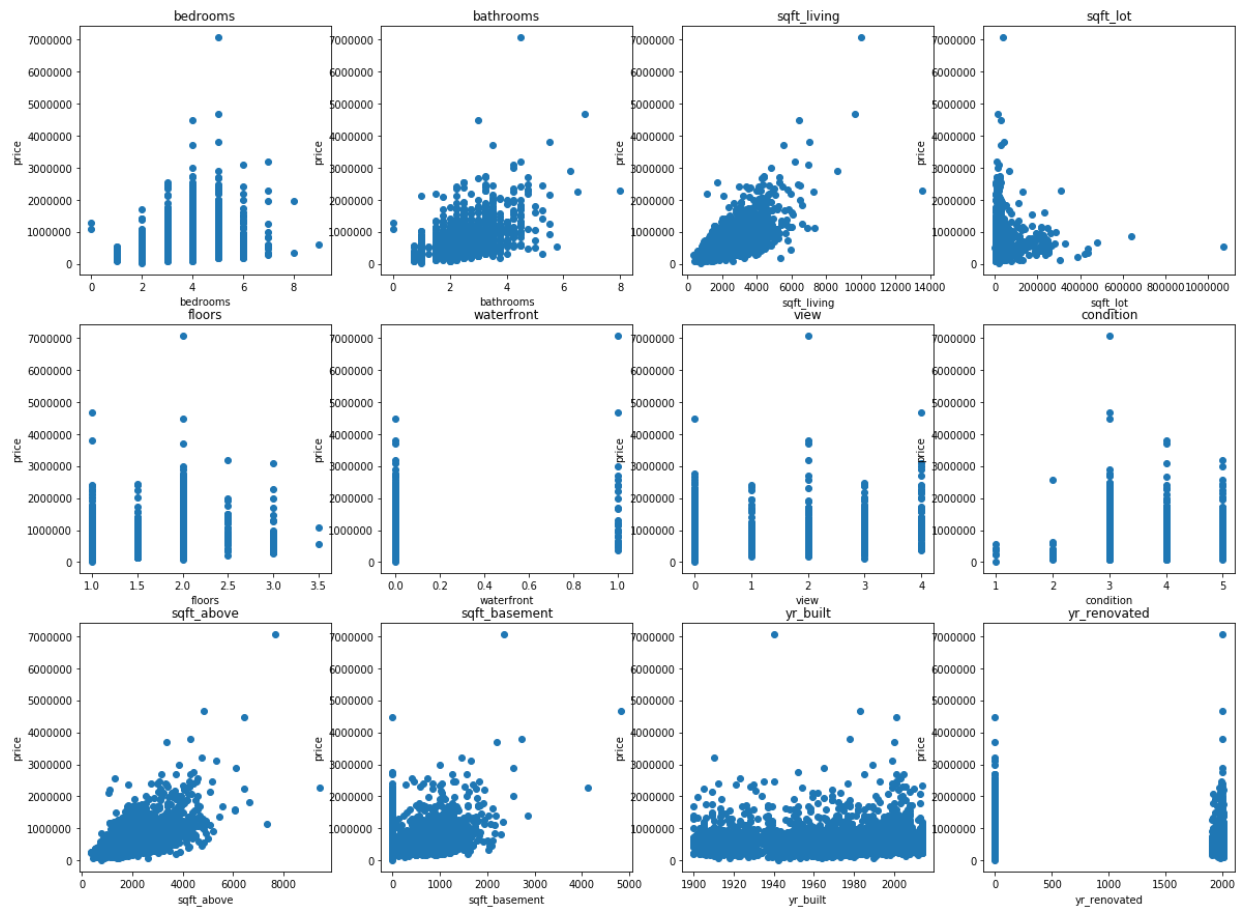 bedrooms bathrooms sqft_living sqft_lot
7000000 7000000 7000000 7000000
6000000 6000000 6000000 6000000
5000000 5000000 5000000 5000000
4000000 4000000 4000000 4000000
price price price price
3000000 3000000 3000000 3000000
2000000 2000000 2000000 2000000
1000000 1000000 1000000 1000000
0 0 0 0
0 2 4 6 8 0 2 4 6 8 0 2000 4000 6000 8000 10000 12000 14000 0 200000 400000 600000 800000 1000000
bedrooms bathrooms sqft_living sqft_lot
floors waterfront view condition
7000000 7000000 7000000 7000000
6000000 6000000 6000000 6000000
5000000 5000000 5000000 5000000
4000000 4000000 4000000 4000000
price price price price
3000000 3000000 3000000 3000000
2000000 2000000 2000000 2000000
1000000 1000000 1000000 1000000
0 0 0 0
1.0 1.5 2.0 2.5 3.0 3.5 0.0 0.2 0.4 0.6 0.8 1.0 0 1 2 3 4 1 2 3 4 5
floors waterfront view condition
sqft_above sqft_basement yr_built yr_renovated
7000000 7000000 7000000 7000000
6000000 6000000 6000000 6000000
5000000 5000000 5000000 5000000
4000000 4000000 4000000 4000000
price price price price
3000000 3000000 3000000 3000000
2000000 2000000 2000000 2000000
1000000 1000000 1000000 1000000
0 0 0 0
0 2000 4000 6000 8000 0 1000 2000 3000 4000 5000 1900 1920 1940 1960 1980 2000 0 500 1000 1500 2000
sqft_above sqft_basement yr_built yr_renovated